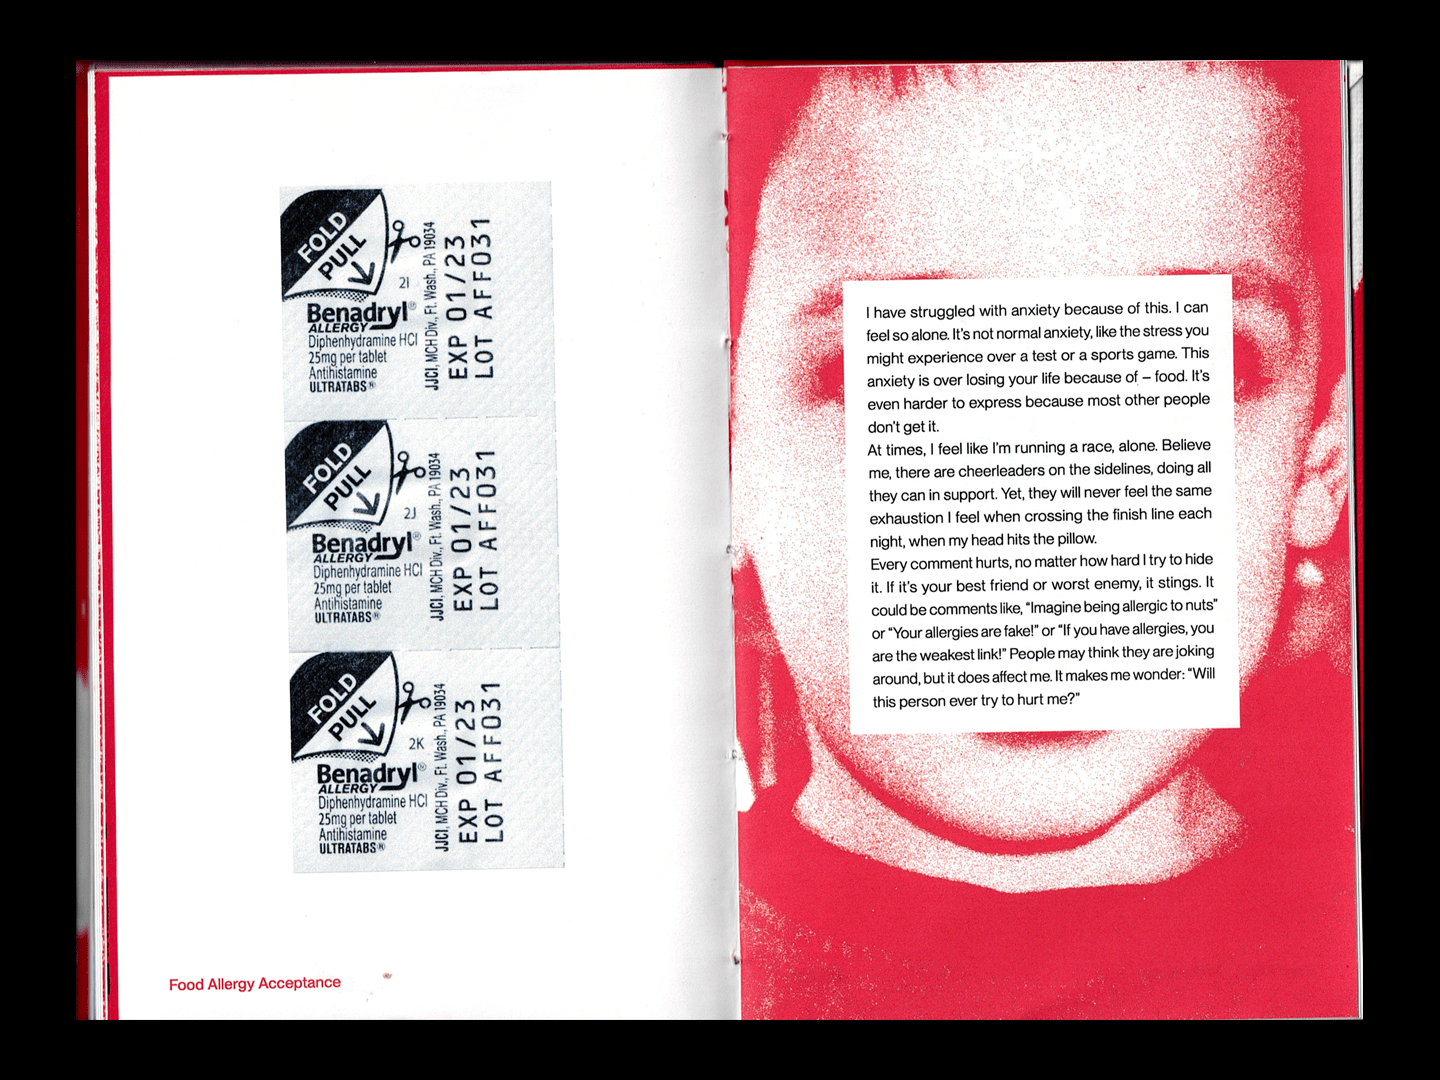 FOLD
PULL
2I
Benadryl®
ALLERGY
Diphenhydramine HCl
25mg per tablet
Antihistamine
ULTRATABS®
JJCI, MCH Div., Ft. Wash., PA 19034
EXP 01/23
LOT AFF031
FOLD
PULL
2J
Benadryl®
ALLERGY
Diphenhydramine HCl
25mg per tablet
Antihistamine
ULTRATABS®
JJCI, MCH Div., Ft. Wash., PA 19034
EXP 01/23
LOT AFF031
FOLD
PULL
2K
Benadryl®
ALLERGY
Diphenhydramine HCl
25mg per tablet
Antihistamine
ULTRATABS®
JJCI, MCH Div., Ft. Wash., PA 19034
EXP 01/23
LOT AFF031
Food Allergy Acceptance
I have struggled with anxiety because of this. I can
feel so alone. It's not normal anxiety, like the stress you
might experience over a test or a sports game. This
anxiety is over losing your life because of – food. It's
even harder to express because most other people
don't get it.
At times, I feel like I'm running a race, alone. Believe
me, there are cheerleaders on the sidelines, doing all
they can in support. Yet, they will never feel the same
exhaustion I feel when crossing the finish line each
night, when my head hits the pillow.
Every comment hurts, no matter how hard I try to hide
it. If it's your best friend or worst enemy, it stings. It
could be comments like, “Imagine being allergic to nuts”
or “Your allergies are fake!” or “If you have allergies, you
are the weakest link!” People may think they are joking
around, but it does affect me. It makes me wonder: “Will
this person ever try to hurt me?”